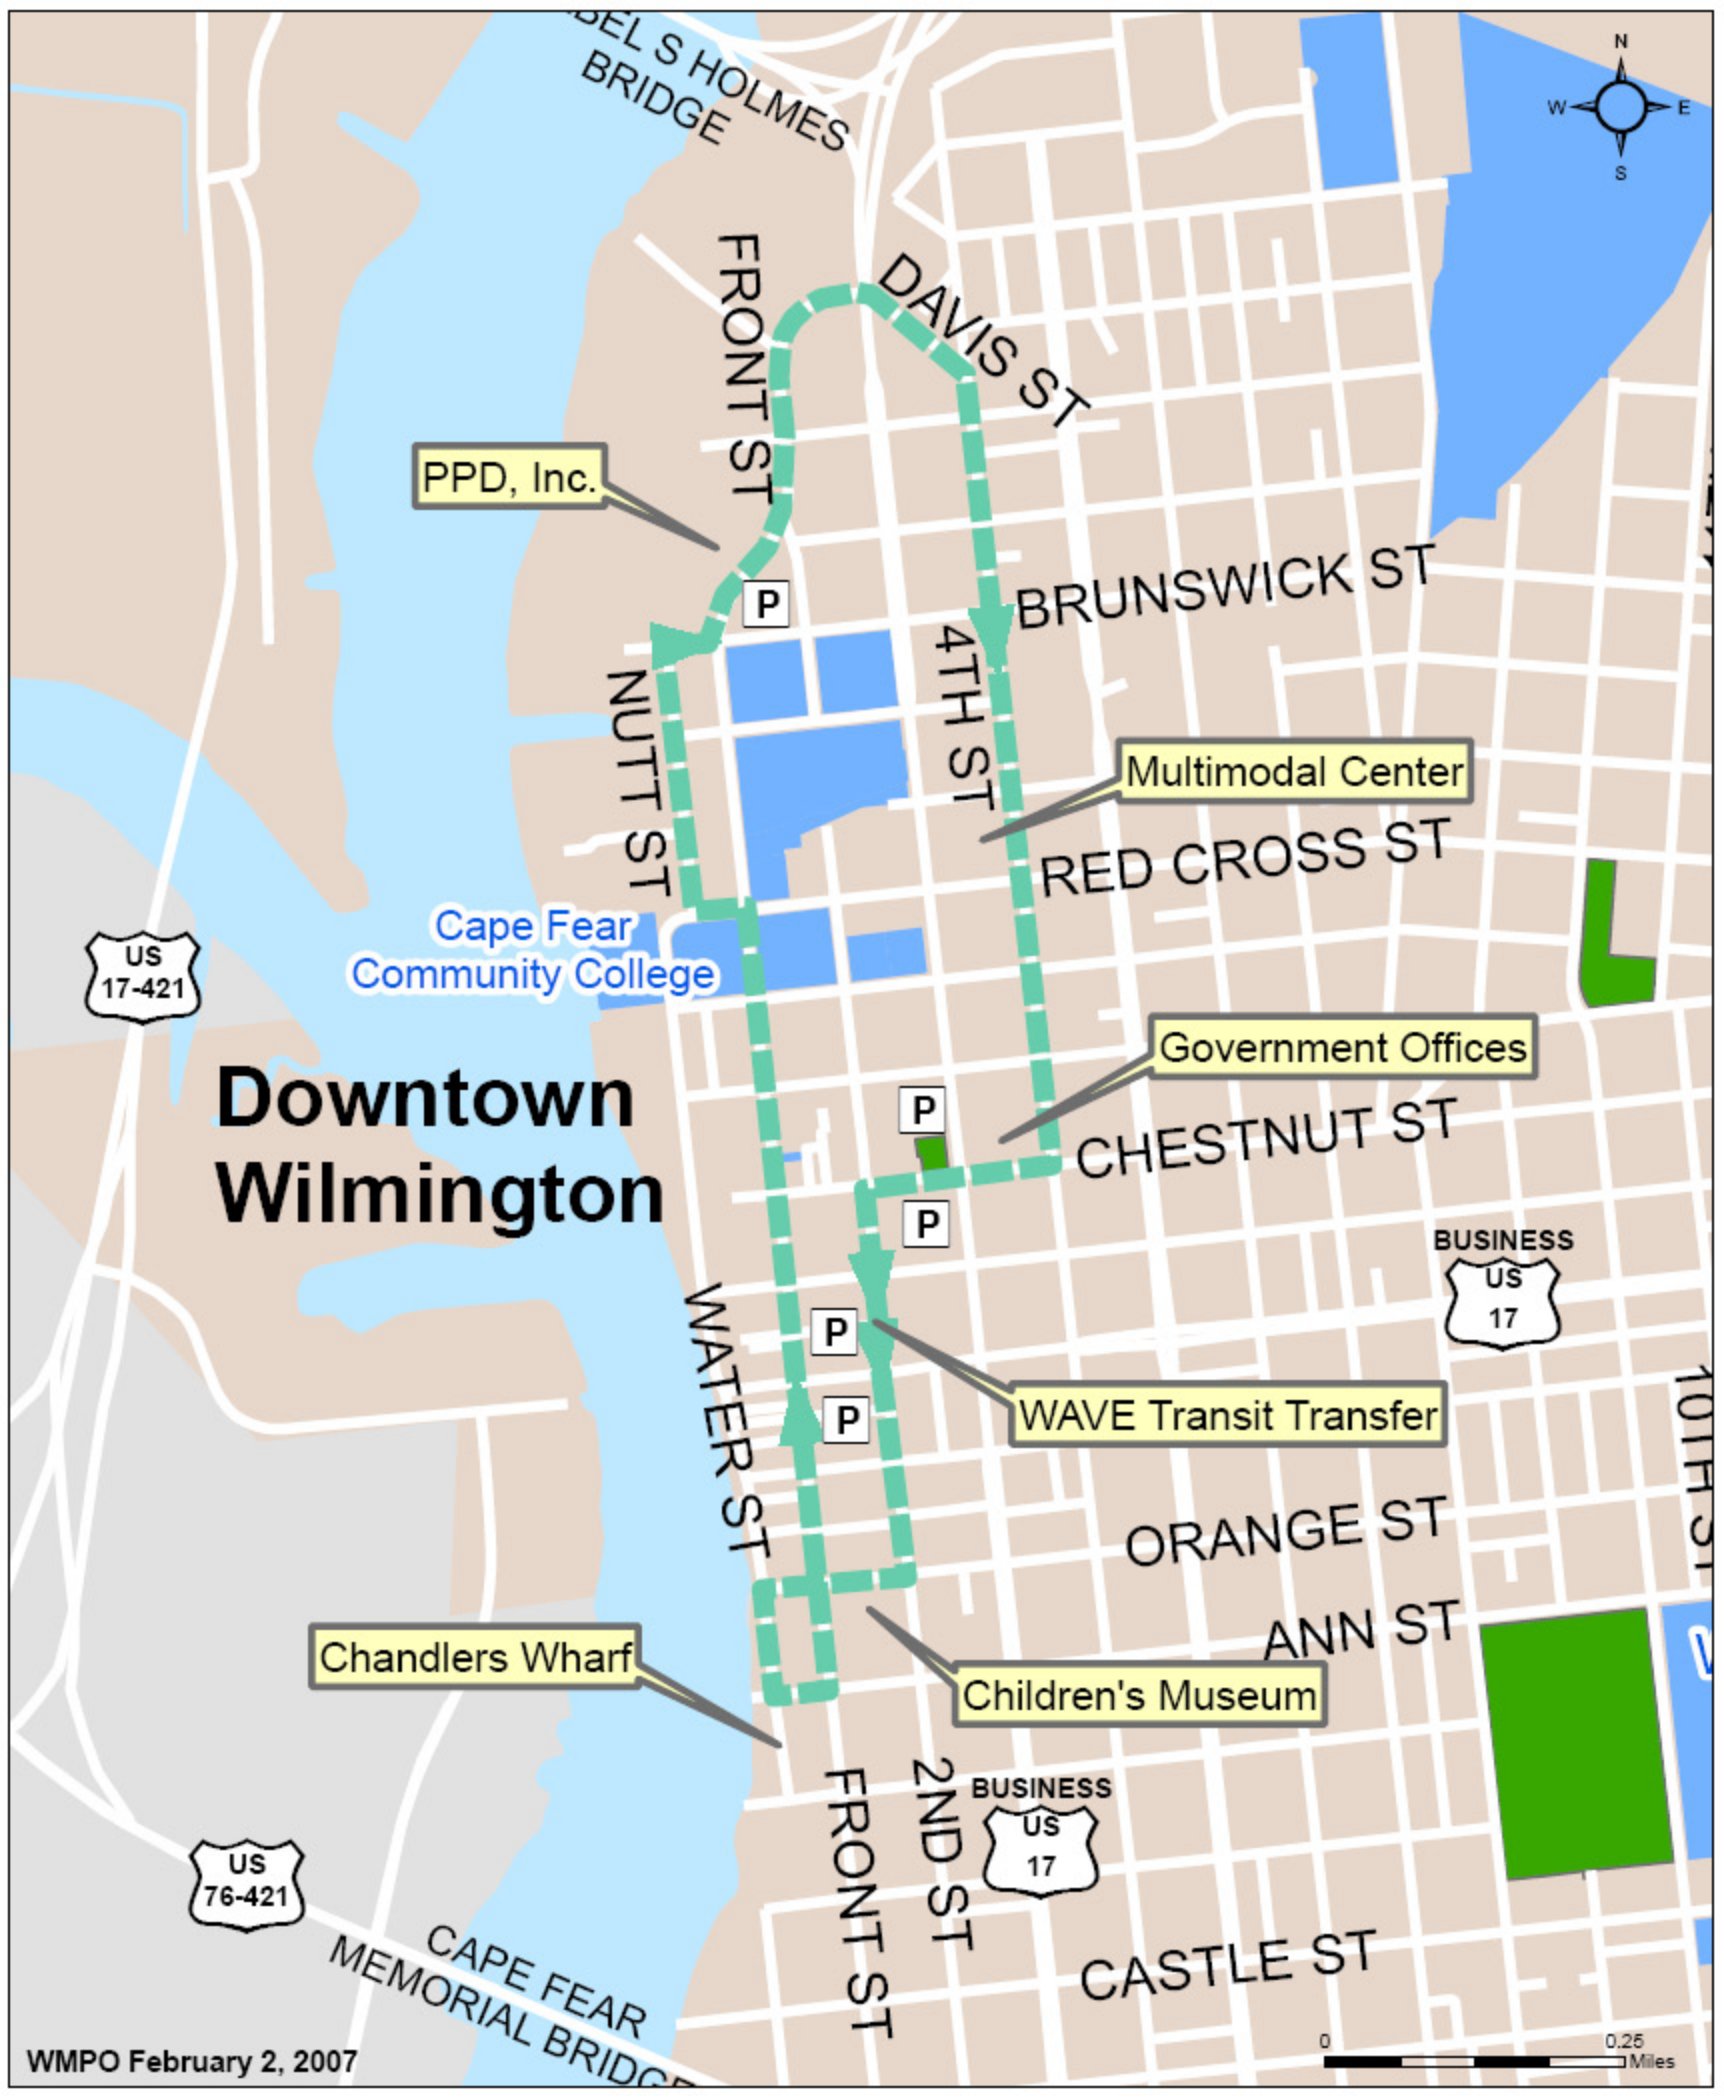 BEL S HOLMES
BRIDGE
N
W
E
S
FRONT ST
DAVIS ST
PPD, Inc.
P
BRUNSWICK ST
4TH ST
NUTT ST
Multimodal Center
RED CROSS ST
Cape Fear
Community College
US
17-421
Government Offices
Downtown
Wilmington
P
CHESTNUT ST
P
BUSINESS
US
17
WATER ST
P
P
WAVE Transit Transfer
10TH ST
ORANGE ST
ANN ST
Chandlers Wharf
Children's Museum
FRONT ST
2ND ST
BUSINESS
US
17
US
76-421
CAPE FEAR
MEMORIAL BRIDGE
CASTLE ST
0
0.25
Miles
WMPO February 2, 2007